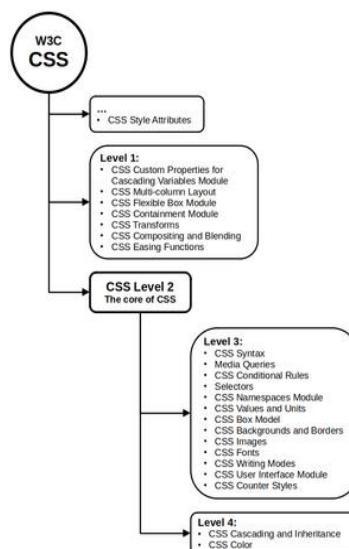 W3C
CSS
...
• CSS Style Attributes
Level 1:
• CSS Custom Properties for
Cascading Variables Module
• CSS Multi-column Layout
• CSS Flexible Box Module
• CSS Containment Module
• CSS Transforms
• CSS Compositing and Blending
• CSS Easing Functions
CSS Level 2
The core of CSS
Level 3:
• CSS Syntax
• Media Queries
• CSS Conditional Rules
• Selectors
• CSS Namespaces Module
• CSS Values and Units
• CSS Box Model
• CSS Backgrounds and Borders
• CSS Images
• CSS Fonts
• CSS Writing Modes
• CSS User Interface Module
• CSS Counter Styles
Level 4:
• CSS Cascading and Inheritance
• CSS Color